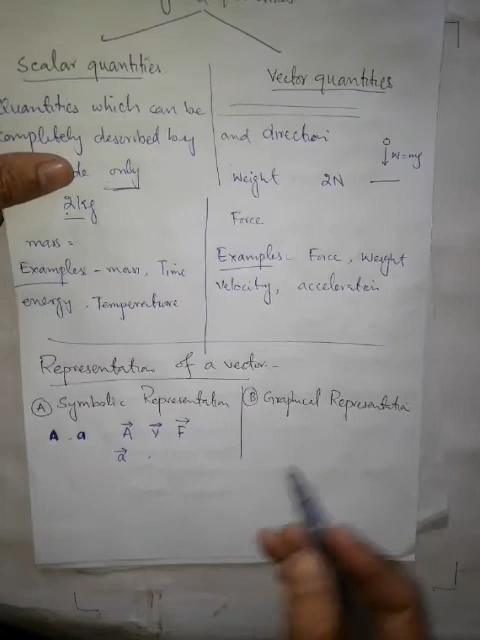 Scalar quantities
Quantities which can be
completely described by
only
2kg
mass =
Examples - mass, Time
energy. Temperature
Vector quantities
and direction
W=mg
Weight 2N
Force
Examples- Force, Weight
Velocity, acceleration
Representation of a vector-
A Symbolic Representation
A . a A⃗ V⃗ F⃗
a⃗ .
B Graphical Representation